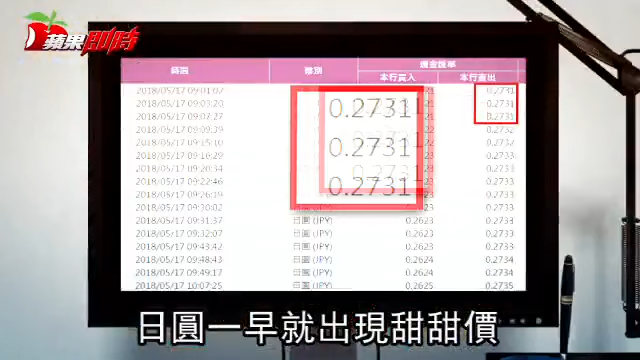 蘋果即時
時間 幣別 現金匯率
本行買入 本行賣出
2018/05/17 09:01:02 0.2731
2018/05/17 09:03:20 0.2731
2018/05/17 09:07:27 0.2731
2018/05/17 09:09:39 0.2732
2018/05/17 09:15:10 0.2732
2018/05/17 09:16:29 0.2733
2018/05/17 09:20:34 0.2733
2018/05/17 09:22:46 0.2733
2018/05/17 09:26:19 0.2733
2018/05/17 09:30:02 0.2733
2018/05/17 09:31:37 日圓 (JPY) 0.2623 0.2733
2018/05/17 09:32:12 日圓 (JPY) 0.2623 0.2733
2018/05/17 09:43:42 日圓 (JPY) 0.2623 0.2733
2018/05/17 09:48:43 日圓 (JPY) 0.2624 0.2734
2018/05/17 09:49:17 日圓 (JPY) 0.2624 0.2734
2018/05/17 10:07:25 日圓 (JPY) 0.2625 0.2735
0.2731
0.2731
0.2731
日圓一早就出現甜甜價